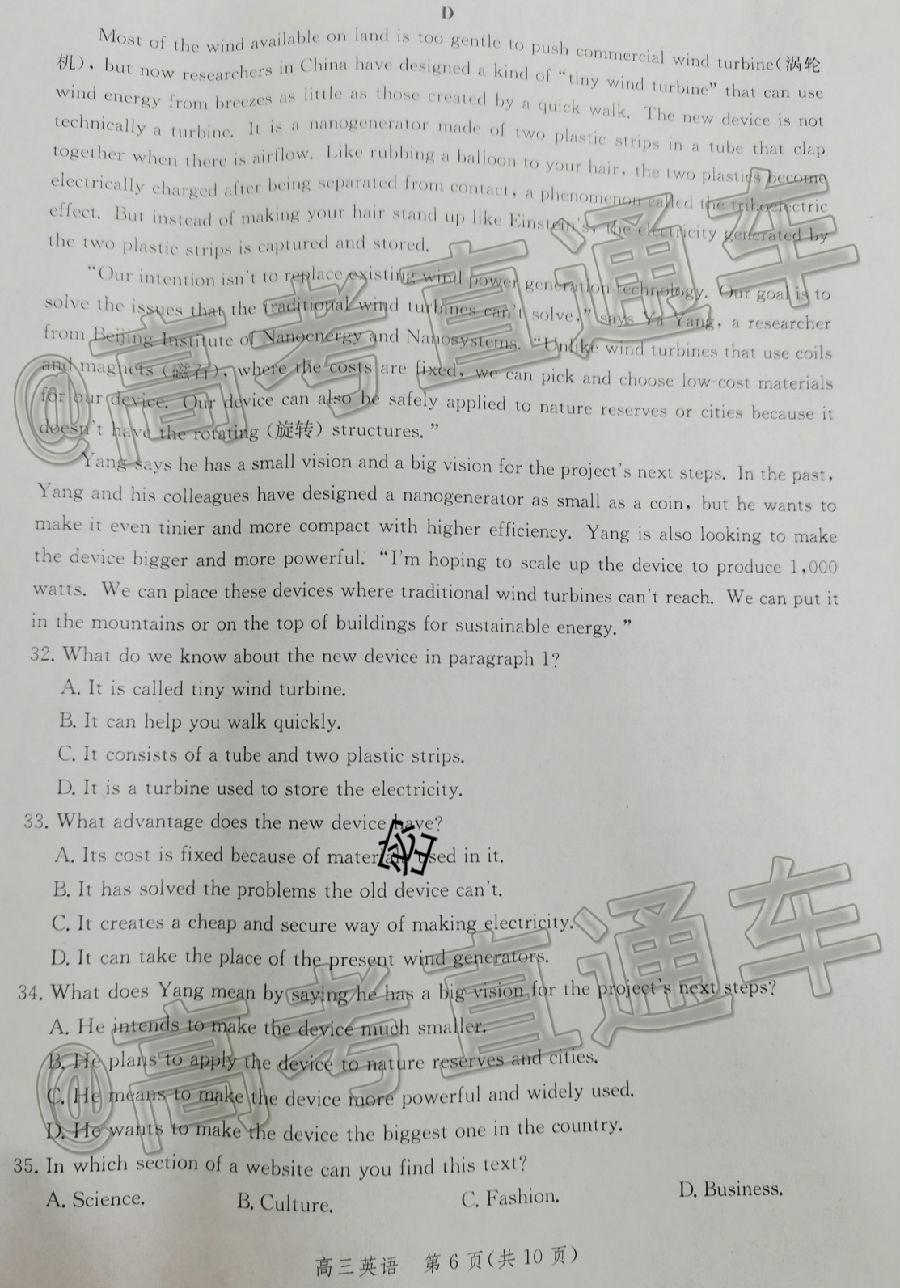 D
Most of the wind available on land is too gentle to push commercial wind turbine(涡轮
机), but now researchers in China have designed a kind of "tiny wind turbine" that can use
wind energy from breezes as little as those created by a quick walk. The new device is not
technically a turbine. It is a nanogenerator made of two plastic strips in a tube that clap
together when there is airflow. Like rubbing a balloon to your hair, the two plastics become
electrically charged after being separated from contact, a phenomenon called the triboelectric
effect. But instead of making your hair stand up like Einstein's, the electricity generated by
the two plastic strips is captured and stored.
"Our intention isn't to replace existing wind power generation technology. Our goal is to
solve the issues that the traditional wind turbines can't solve," says Ya Yang, a researcher
from Beijing Institute of Nanoenergy and Nanosystems. "Unlike wind turbines that use coils
and magnets (磁石), where the costs are fixed, we can pick and choose low-cost materials
for our device. Our device can also be safely applied to nature reserves or cities because it
doesn't have the rotating (旋转) structures. "
Yang says he has a small vision and a big vision for the project's next steps. In the past,
Yang and his colleagues have designed a nanogenerator as small as a coin, but he wants to
make it even tinier and more compact with higher efficiency. Yang is also looking to make
the device bigger and more powerful. "I'm hoping to scale up the device to produce 1,000
watts. We can place these devices where traditional wind turbines can't reach. We can put it
in the mountains or on the top of buildings for sustainable energy. "
32. What do we know about the new device in paragraph 1?
A. It is called tiny wind turbine.
B. It can help you walk quickly.
C. It consists of a tube and two plastic strips.
D. It is a turbine used to store the electricity.
33. What advantage does the new device have?
A. Its cost is fixed because of materials used in it.
B. It has solved the problems the old device can't.
C. It creates a cheap and secure way of making electricity.
D. It can take the place of the present wind generators.
34. What does Yang mean by saying he has a big vision for the project's next steps?
A. He intends to make the device much smaller.
B. He plans to apply the device to nature reserves and cities.
C. He means to make the device more powerful and widely used.
D. He wants to make the device the biggest one in the country.
35. In which section of a website can you find this text?
A. Science. B. Culture. C. Fashion. D. Business.
高三英语 第 6 页(共 10 页)
@高考直通车
@高考直通车